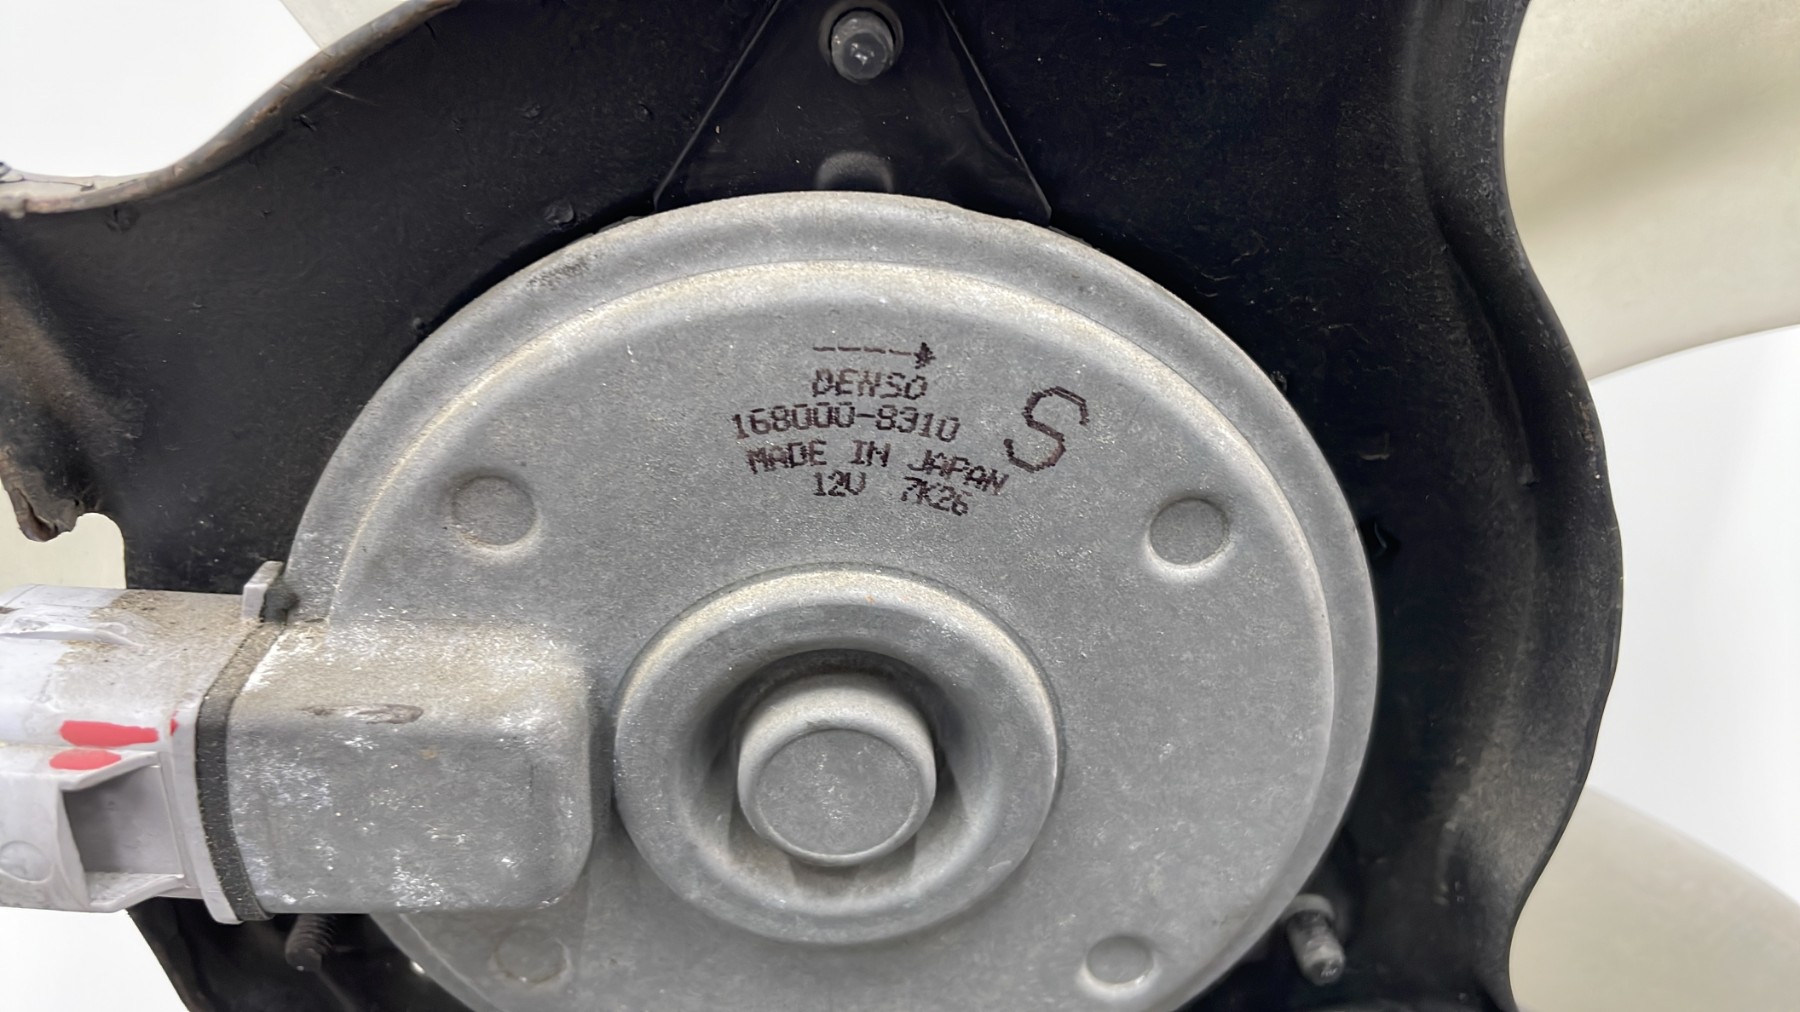 DENSO
168000-8310
S
MADE IN JAPAN
12V 7K26